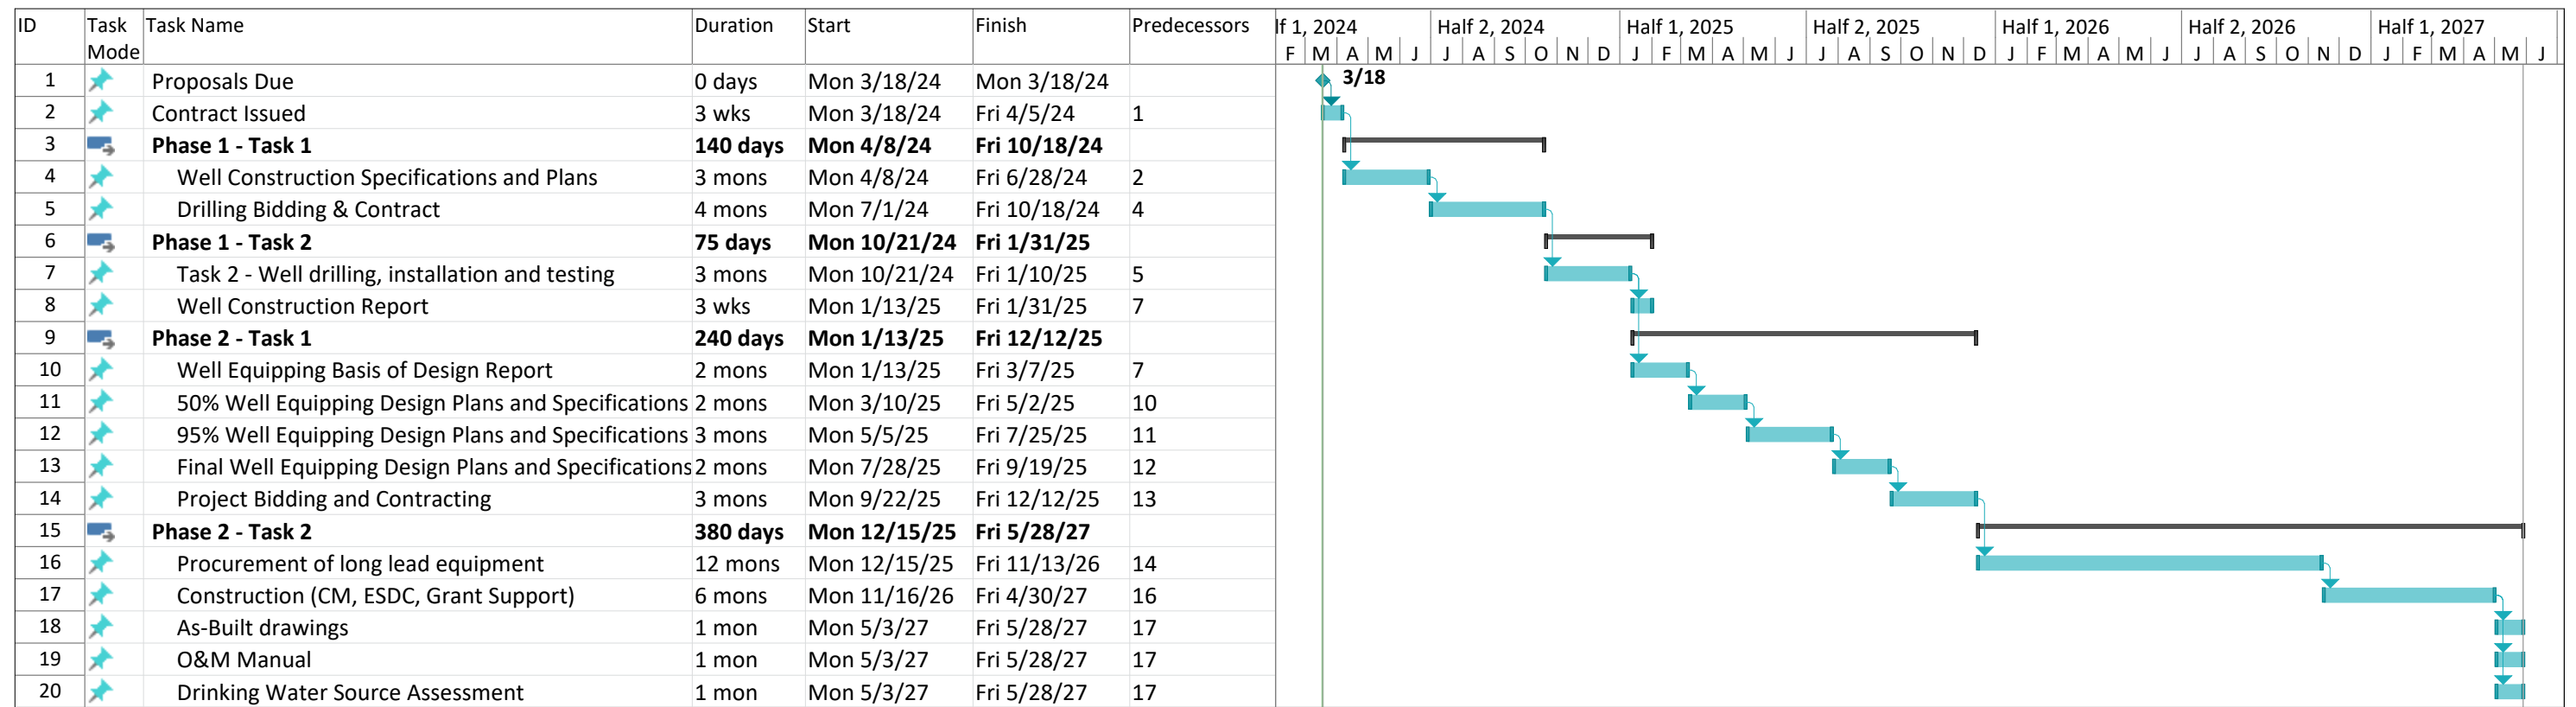 ID Task Mode Task Name Duration Start Finish Predecessors lf 1, 2024 Half 2, 2024 Half 1, 2025 Half 2, 2025 Half 1, 2026 Half 2, 2026 Half 1, 2027
F M A M J J A S O N D J F M A M J J A S O N D J F M A M J J A S O N D J F M A M J
1 Proposals Due 0 days Mon 3/18/24 Mon 3/18/24 3/18
2 Contract Issued 3 wks Mon 3/18/24 Fri 4/5/24 1
3 Phase 1 - Task 1 140 days Mon 4/8/24 Fri 10/18/24
4 Well Construction Specifications and Plans 3 mons Mon 4/8/24 Fri 6/28/24 2
5 Drilling Bidding & Contract 4 mons Mon 7/1/24 Fri 10/18/24 4
6 Phase 1 - Task 2 75 days Mon 10/21/24 Fri 1/31/25
7 Task 2 - Well drilling, installation and testing 3 mons Mon 10/21/24 Fri 1/10/25 5
8 Well Construction Report 3 wks Mon 1/13/25 Fri 1/31/25 7
9 Phase 2 - Task 1 240 days Mon 1/13/25 Fri 12/12/25
10 Well Equipping Basis of Design Report 2 mons Mon 1/13/25 Fri 3/7/25 7
11 50% Well Equipping Design Plans and Specifications 2 mons Mon 3/10/25 Fri 5/2/25 10
12 95% Well Equipping Design Plans and Specifications 3 mons Mon 5/5/25 Fri 7/25/25 11
13 Final Well Equipping Design Plans and Specifications 2 mons Mon 7/28/25 Fri 9/19/25 12
14 Project Bidding and Contracting 3 mons Mon 9/22/25 Fri 12/12/25 13
15 Phase 2 - Task 2 380 days Mon 12/15/25 Fri 5/28/27
16 Procurement of long lead equipment 12 mons Mon 12/15/25 Fri 11/13/26 14
17 Construction (CM, ESDC, Grant Support) 6 mons Mon 11/16/26 Fri 4/30/27 16
18 As-Built drawings 1 mon Mon 5/3/27 Fri 5/28/27 17
19 O&M Manual 1 mon Mon 5/3/27 Fri 5/28/27 17
20 Drinking Water Source Assessment 1 mon Mon 5/3/27 Fri 5/28/27 17